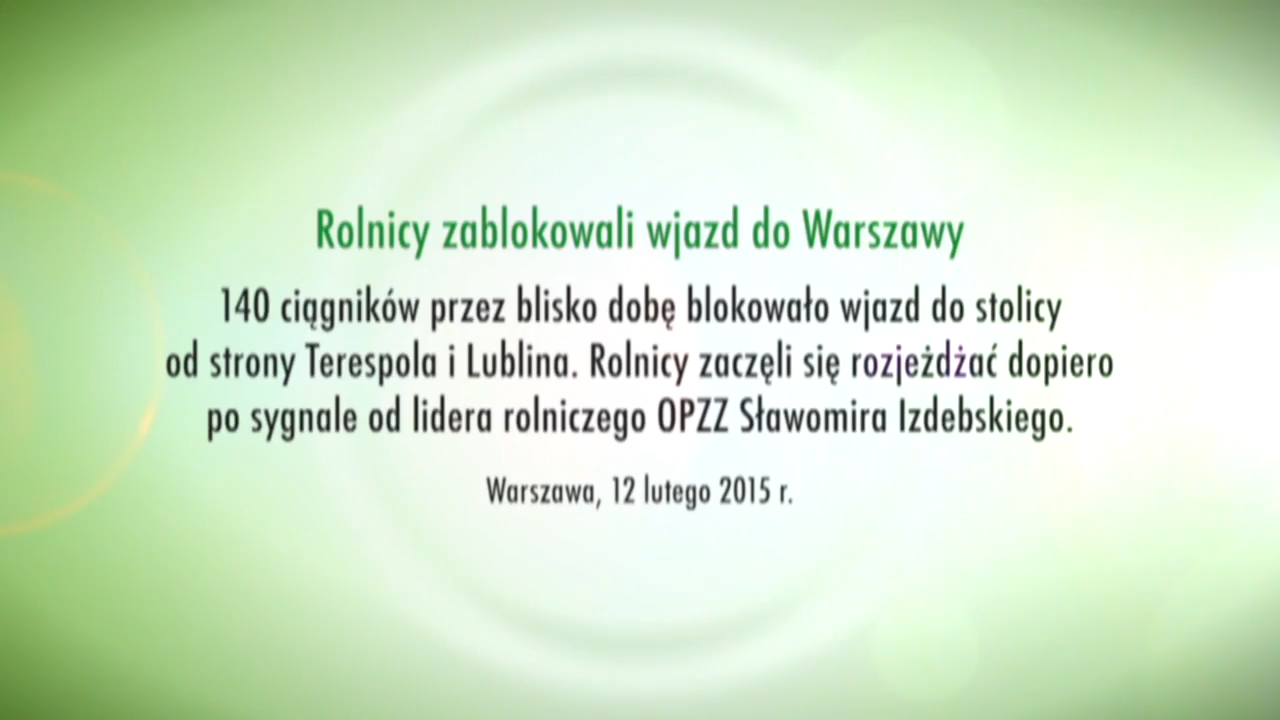 Rolnicy zablokowali wjazd do Warszawy
140 ciągników przez blisko dobę blokowało wjazd do stolicy
od strony Terespola i Lublina. Rolnicy zaczęli się rozjeżdżać dopiero
po sygnale od lidera rolniczego OPZZ Sławomira Izdebskiego.
Warszawa, 12 lutego 2015 r.